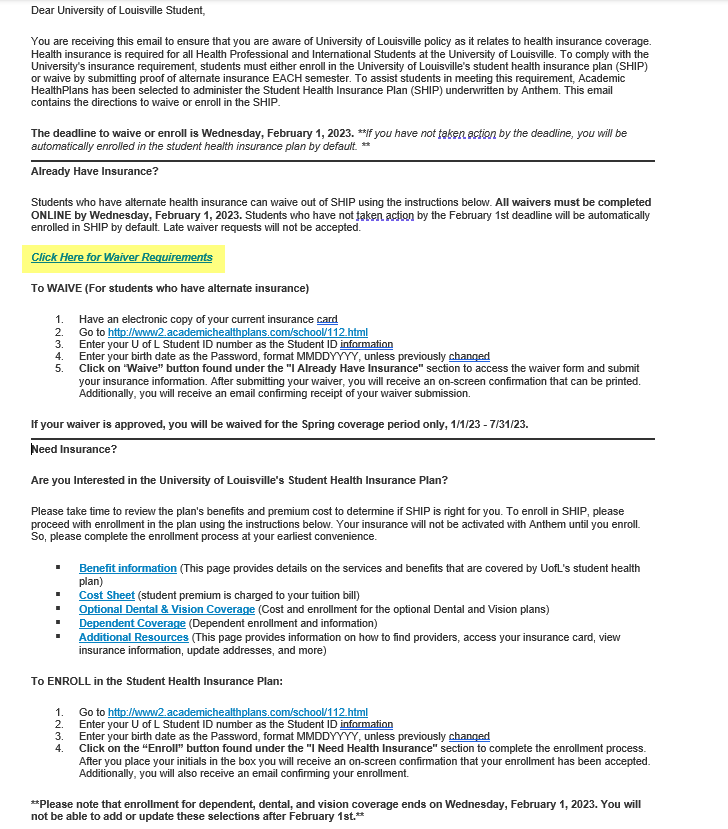 Dear University of Louisville Student,
You are receiving this email to ensure that you are aware of University of Louisville policy as it relates to health insurance coverage.
Health insurance is required for all Health Professional and International Students at the University of Louisville. To comply with the
University's insurance requirement, students must either enroll in the University of Louisville's student health insurance plan (SHIP)
or waive by submitting proof of alternate insurance EACH semester. To assist students in meeting this requirement, Academic
HealthPlans has been selected to administer the Student Health Insurance Plan (SHIP) underwritten by Anthem. This email
contains the directions to waive or enroll in the SHIP.
The deadline to waive or enroll is Wednesday, February 1, 2023. **If you have not taken action by the deadline, you will be
automatically enrolled in the student health insurance plan by default. **
Already Have Insurance?
Students who have alternate health insurance can waive out of SHIP using the instructions below. All waivers must be completed
ONLINE by Wednesday, February 1, 2023. Students who have not taken action by the February 1st deadline will be automatically
enrolled in SHIP by default. Late waiver requests will not be accepted.
Click Here for Waiver Requirements
To WAIVE (For students who have alternate insurance)
1. Have an electronic copy of your current insurance card
2. Go to http://www2.academichealthplans.com/school/112.html
3. Enter your U of L Student ID number as the Student ID information
4. Enter your birth date as the Password, format MMDDYYYY, unless previously changed
5. Click on “Waive” button found under the "I Already Have Insurance" section to access the waiver form and submit
your insurance information. After submitting your waiver, you will receive an on-screen confirmation that can be printed.
Additionally, you will receive an email confirming receipt of your waiver submission.
If your waiver is approved, you will be waived for the Spring coverage period only, 1/1/23 - 7/31/23.
Need Insurance?
Are you Interested in the University of Louisville's Student Health Insurance Plan?
Please take time to review the plan's benefits and premium cost to determine if SHIP is right for you. To enroll in SHIP, please
proceed with enrollment in the plan using the instructions below. Your insurance will not be activated with Anthem until you enroll.
So, please complete the enrollment process at your earliest convenience.
▪ Benefit information (This page provides details on the services and benefits that are covered by UofL's student health
plan)
▪ Cost Sheet (student premium is charged to your tuition bill)
▪ Optional Dental & Vision Coverage (Cost and enrollment for the optional Dental and Vision plans)
▪ Dependent Coverage (Dependent enrollment and information)
▪ Additional Resources (This page provides information on how to find providers, access your insurance card, view
insurance information, update addresses, and more)
To ENROLL in the Student Health Insurance Plan:
1. Go to http://www2.academichealthplans.com/school/112.html
2. Enter your U of L Student ID number as the Student ID information
3. Enter your birth date as the Password, format MMDDYYYY, unless previously changed
4. Click on the “Enroll” button found under the "I Need Health Insurance" section to complete the enrollment process.
After you place your initials in the box you will receive an on-screen confirmation that your enrollment has been accepted.
Additionally, you will also receive an email confirming your enrollment.
**Please note that enrollment for dependent, dental, and vision coverage ends on Wednesday, February 1, 2023. You will
not be able to add or update these selections after February 1st.**